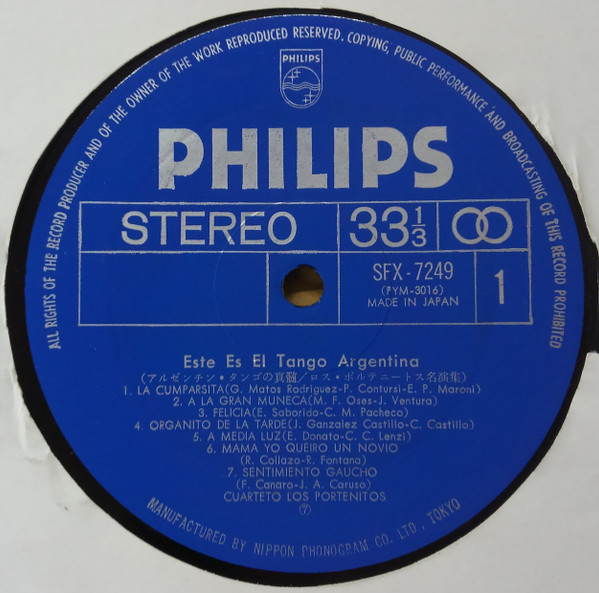 ALL RIGHTS OF THE RECORD PRODUCER AND OF THE OWNER OF THE WORK REPRODUCED RESERVED. COPYING, PUBLIC PERFORMANCE AND BROADCASTING OF THIS RECORD PROHIBITED
PHILIPS
PHILIPS
STEREO 33 1/3
SFX-7249
(FYM-3016)
MADE IN JAPAN
1
Este Es El Tango Argentina
(アルゼンチン・タンゴの真髄/ロス・ポルテニートス名演集)
1. LA CUMPARSITA(G. Matos Rodriguez-P. Contursi-E. P. Maroni)
2. A LA GRAN MUNECA(M. F. Oses-J. Ventura)
3. FELICIA(E. Saborido-C. M. Pacheco)
4. ORGANITO DE LA TARDE(J. Ganzalez Castillo-C. Castillo)
5. A MEDIA LUZ(E. Donato-C. C. Lenzi)
6. MAMA YO QUEIRO UN NOVIO
(R. Collazo-R. Fontana)
7. SENTIMIENTO GAUCHO
(F. Canaro-J. A. Caruso)
CUARTETO LOS PORTENITOS
⑦
MANUFACTURED BY NIPPON PHONOGRAM CO. LTD., TOKYO